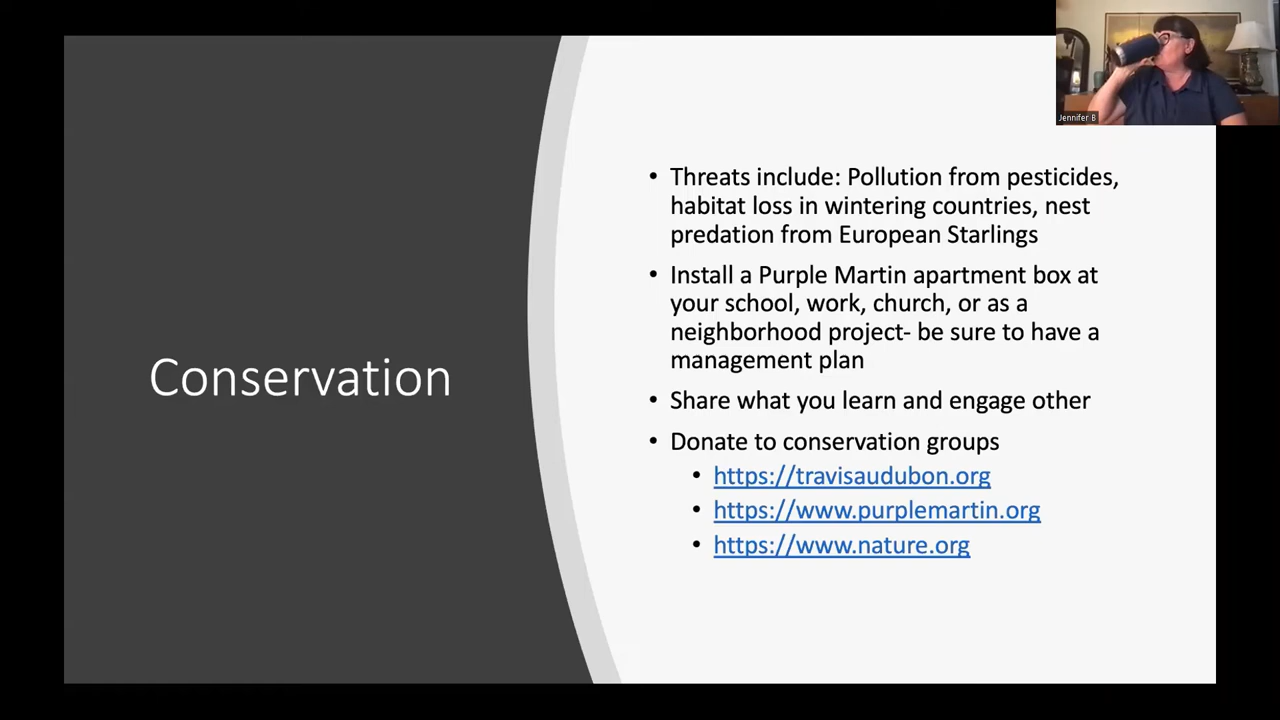 Jennifer B
Conservation
• Threats include: Pollution from pesticides,
habitat loss in wintering countries, nest
predation from European Starlings
• Install a Purple Martin apartment box at
your school, work, church, or as a
neighborhood project- be sure to have a
management plan
• Share what you learn and engage other
• Donate to conservation groups
• https://travisaudubon.org
• https://www.purplemartin.org
• https://www.nature.org